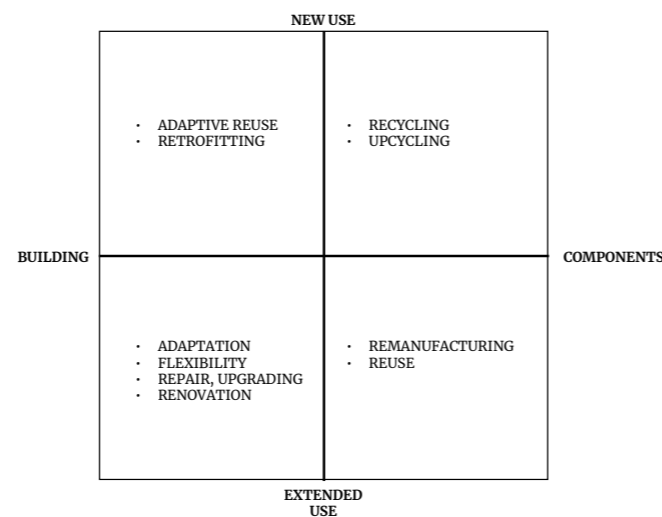 NEW USE
· ADAPTIVE REUSE
· RETROFITTING
· RECYCLING
· UPCYCLING
BUILDING
COMPONENTS
· ADAPTATION
· FLEXIBILITY
· REPAIR, UPGRADING
· RENOVATION
· REMANUFACTURING
· REUSE
EXTENDED
USE